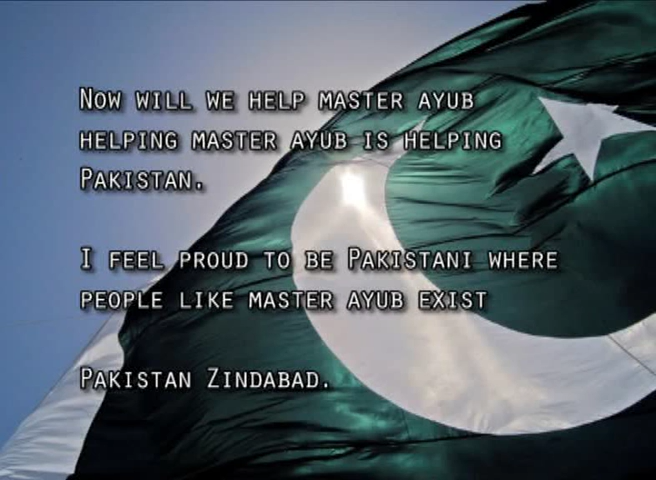 Now will we help master ayub
helping master ayub is helping
Pakistan.
I feel proud to be Pakistani where
people like master ayub exist
Pakistan Zindabad.